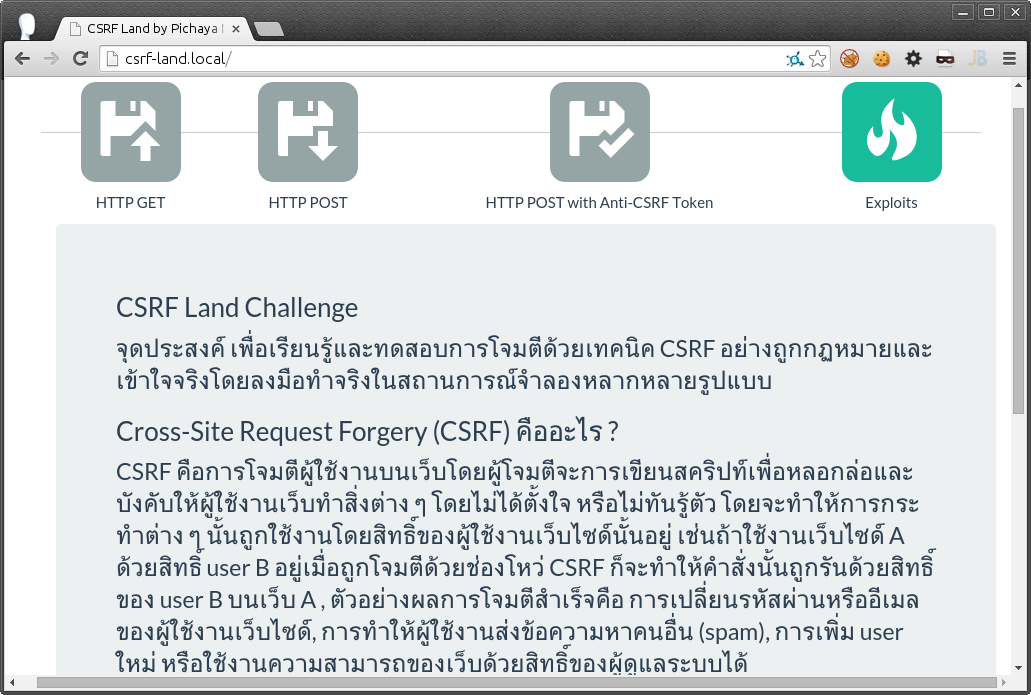 CSRF Land by Pichaya
csrf-land.local/
JB
HTTP GET
HTTP POST
HTTP POST with Anti-CSRF Token
Exploits
CSRF Land Challenge
จุดประสงค์ เพื่อเรียนรู้และทดสอบการโจมตีด้วยเทคนิค CSRF อย่างถูกกฏหมายและ
เข้าใจจริงโดยลงมือทำจริงในสถานการณ์จำลองหลากหลายรูปแบบ
Cross-Site Request Forgery (CSRF) คืออะไร ?
CSRF คือการโจมตีผู้ใช้งานบนเว็บโดยผู้โจมตีจะการเขียนสคริปท์เพื่อหลอกล่อและ
บังคับให้ผู้ใช้งานเว็บทำสิ่งต่าง ๆ โดยไม่ได้ตั้งใจ หรือไม่ทันรู้ตัว โดยจะทำให้การกระ
ทำต่าง ๆ นั้นถูกใช้งานโดยสิทธิ์ของผู้ใช้งานเว็บไซด์นั้นอยู่ เช่นถ้าใช้งานเว็บไซด์ A
ด้วยสิทธิ์ user B อยู่เมื่อถูกโจมตีด้วยช่องโหว่ CSRF ก็จะทำให้คำสั่งนั้นถูกรันด้วยสิทธิ์
ของ user B บนเว็บ A , ตัวอย่างผลการโจมตีสำเร็จคือ การเปลี่ยนรหัสผ่านหรืออีเมล
ของผู้ใช้งานเว็บไซด์, การทำให้ผู้ใช้งานส่งข้อความหาคนอื่น (spam), การเพิ่ม user
ใหม่ หรือใช้งานความสามารถของเว็บด้วยสิทธิ์ของผู้ดูแลระบบได้